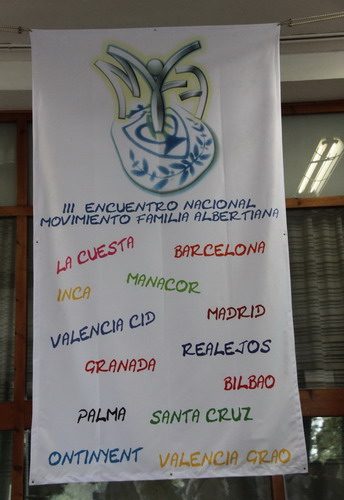 III ENCUENTRO NACIONAL
MOVIMIENTO FAMILIA ALBERTIANA
LA CUESTA
BARCELONA
INCA
MANACOR
MADRID
VALENCIA CID
REALEJOS
GRANADA
BILBAO
PALMA
SANTA CRUZ
ONTINYENT
VALENCIA GRAO